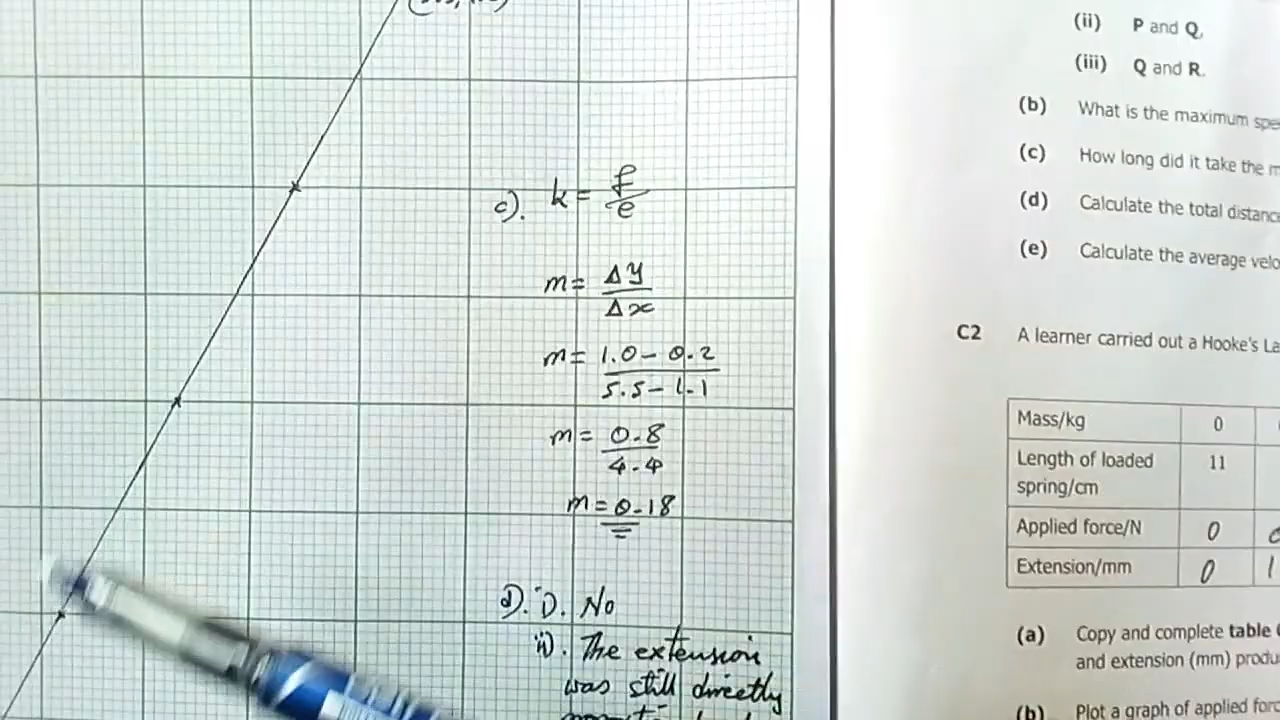 c). k = f/e
m = Δy/Δx
m = 1.0 - 0.2/5.5 - 1.1
m = 0.8/4.4
m = 0.18
d). i). No
ii). The extension
was still directly
(ii) P and Q,
(iii) Q and R.
(b) What is the maximum spe
(c) How long did it take the m
(d) Calculate the total distanc
(e) Calculate the average velo
C2 A learner carried out a Hooke's La
Mass/kg 0
Length of loaded spring/cm 11
Applied force/N 0
Extension/mm 0 1
(a) Copy and complete table
and extension (mm) produ
(b) Plot a graph of applied forc